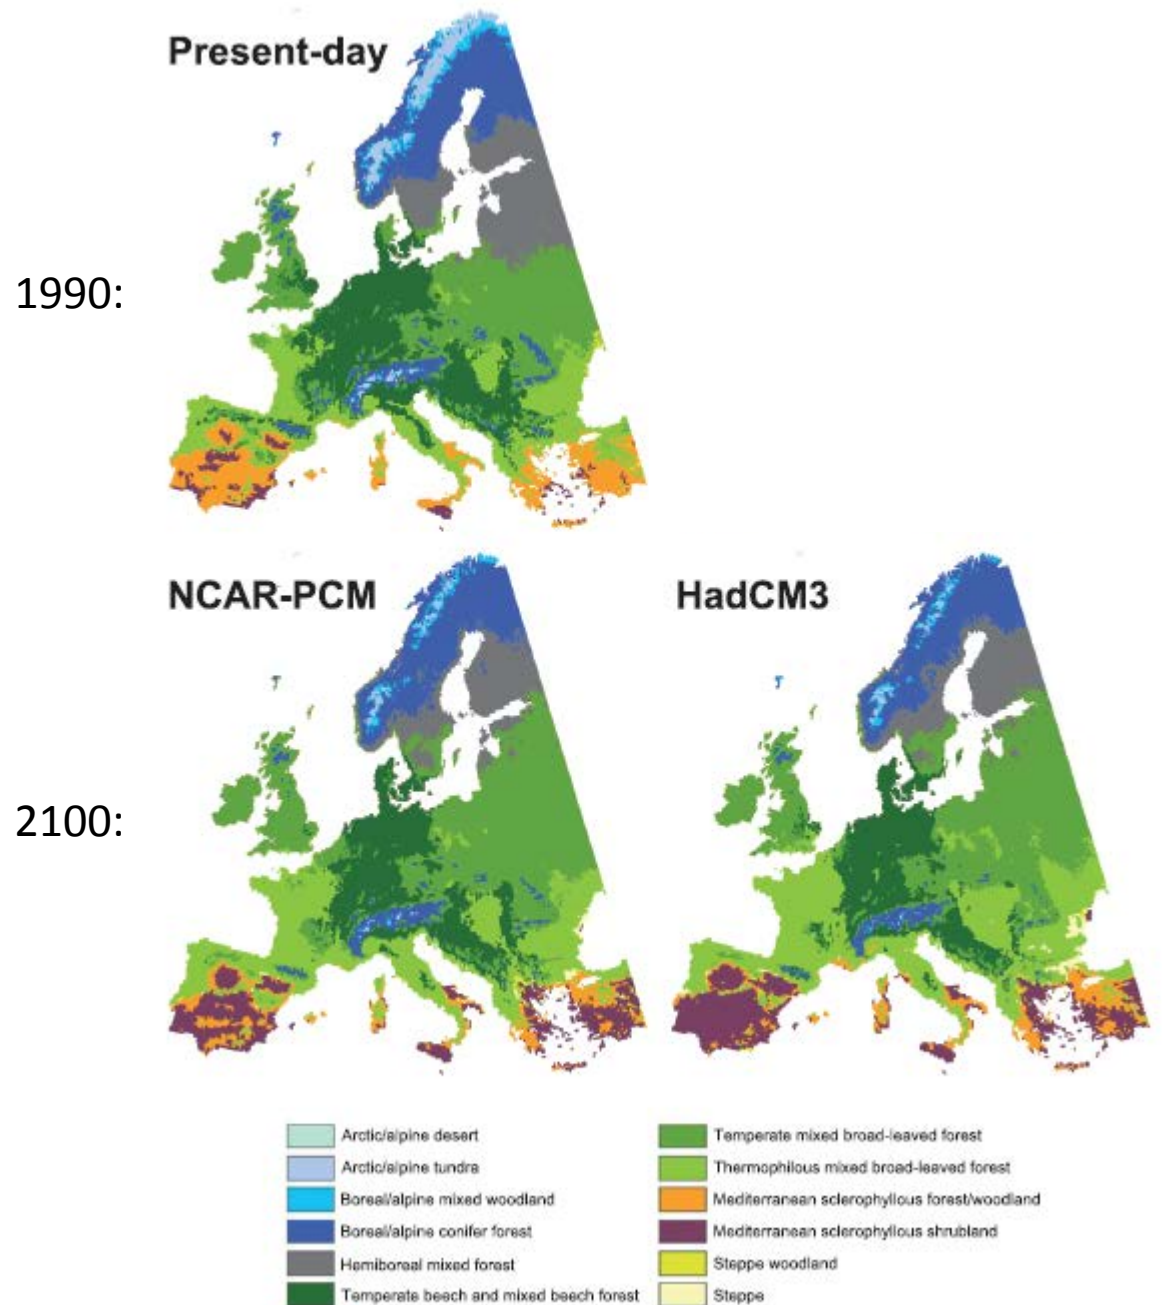 Present-day
1990:
NCAR-PCM
HadCM3
2100:
Arctic/alpine desert
Arctic/alpine tundra
Boreal/alpine mixed woodland
Boreal/alpine conifer forest
Hemiboreal mixed forest
Temperate beech and mixed beech forest
Temperate mixed broad-leaved forest
Thermophilous mixed broad-leaved forest
Mediterranean sclerophyllous forest/woodland
Mediterranean sclerophyllous shrubland
Steppe woodland
Steppe